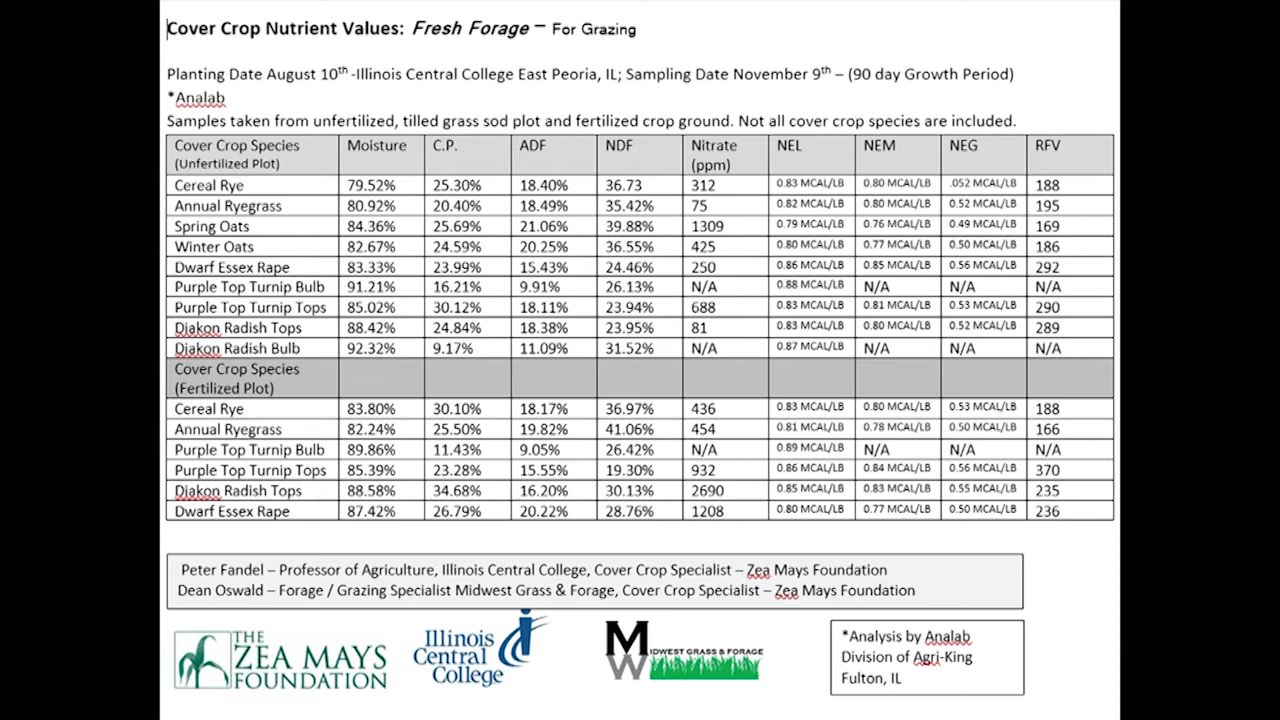 Cover Crop Nutrient Values: Fresh Forage – For Grazing
Planting Date August 10th -Illinois Central College East Peoria, IL; Sampling Date November 9th – (90 day Growth Period)
*Analab
Samples taken from unfertilized, tilled grass sod plot and fertilized crop ground. Not all cover crop species are included.
Cover Crop Species (Unfertilized Plot) Moisture C.P. ADF NDF Nitrate (ppm) NEL NEM NEG RFV
Cereal Rye 79.52% 25.30% 18.40% 36.73 312 0.83 MCAL/LB 0.80 MCAL/LB .052 MCAL/LB 188
Annual Ryegrass 80.92% 20.40% 18.49% 35.42% 75 0.82 MCAL/LB 0.80 MCAL/LB 0.52 MCAL/LB 195
Spring Oats 84.36% 25.69% 21.06% 39.88% 1309 0.79 MCAL/LB 0.76 MCAL/LB 0.49 MCAL/LB 169
Winter Oats 82.67% 24.59% 20.25% 36.55% 425 0.80 MCAL/LB 0.77 MCAL/LB 0.50 MCAL/LB 186
Dwarf Essex Rape 83.33% 23.99% 15.43% 24.46% 250 0.86 MCAL/LB 0.85 MCAL/LB 0.56 MCAL/LB 292
Purple Top Turnip Bulb 91.21% 16.21% 9.91% 26.13% N/A 0.88 MCAL/LB N/A N/A N/A
Purple Top Turnip Tops 85.02% 30.12% 18.11% 23.94% 688 0.83 MCAL/LB 0.81 MCAL/LB 0.53 MCAL/LB 290
Diakon Radish Tops 88.42% 24.84% 18.38% 23.95% 81 0.83 MCAL/LB 0.80 MCAL/LB 0.52 MCAL/LB 289
Diakon Radish Bulb 92.32% 9.17% 11.09% 31.52% N/A 0.87 MCAL/LB N/A N/A N/A
Cover Crop Species (Fertilized Plot)
Cereal Rye 83.80% 30.10% 18.17% 36.97% 436 0.83 MCAL/LB 0.80 MCAL/LB 0.53 MCAL/LB 188
Annual Ryegrass 82.24% 25.50% 19.82% 41.06% 454 0.81 MCAL/LB 0.78 MCAL/LB 0.50 MCAL/LB 166
Purple Top Turnip Bulb 89.86% 11.43% 9.05% 26.42% N/A 0.89 MCAL/LB N/A N/A N/A
Purple Top Turnip Tops 85.39% 23.28% 15.55% 19.30% 932 0.86 MCAL/LB 0.84 MCAL/LB 0.56 MCAL/LB 370
Diakon Radish Tops 88.58% 34.68% 16.20% 30.13% 2690 0.85 MCAL/LB 0.83 MCAL/LB 0.55 MCAL/LB 235
Dwarf Essex Rape 87.42% 26.79% 20.22% 28.76% 1208 0.80 MCAL/LB 0.77 MCAL/LB 0.50 MCAL/LB 236
Peter Fandel – Professor of Agriculture, Illinois Central College, Cover Crop Specialist – Zea Mays Foundation
Dean Oswald – Forage / Grazing Specialist Midwest Grass & Forage, Cover Crop Specialist – Zea Mays Foundation
THE
ZEA MAYS
FOUNDATION
Illinois
Central
College
MIDWEST GRASS & FORAGE
*Analysis by Analab
Division of Agri-King
Fulton, IL